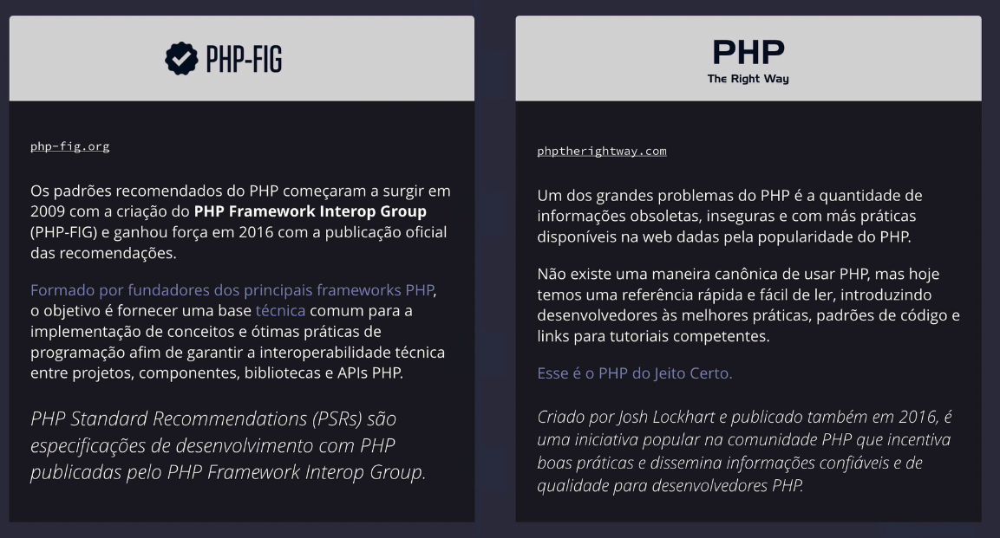 PHP-FIG
php-fig.org
Os padrões recomendados do PHP começaram a surgir em
2009 com a criação do PHP Framework Interop Group
(PHP-FIG) e ganhou força em 2016 com a publicação oficial
das recomendações.
Formado por fundadores dos principais frameworks PHP,
o objetivo é fornecer uma base técnica comum para a
implementação de conceitos e ótimas práticas de
programação afim de garantir a interoperabilidade técnica
entre projetos, componentes, bibliotecas e APIs PHP.
PHP Standard Recommendations (PSRs) são
especificações de desenvolvimento com PHP
publicadas pelo PHP Framework Interop Group.
PHP
The Right Way
phptherightway.com
Um dos grandes problemas do PHP é a quantidade de
informações obsoletas, inseguras e com más práticas
disponíveis na web dadas pela popularidade do PHP.
Não existe uma maneira canônica de usar PHP, mas hoje
temos uma referência rápida e fácil de ler, introduzindo
desenvolvedores às melhores práticas, padrões de código e
links para tutoriais competentes.
Esse é o PHP do Jeito Certo.
Criado por Josh Lockhart e publicado também em 2016, é
uma iniciativa popular na comunidade PHP que incentiva
boas práticas e dissemina informações confiáveis e de
qualidade para desenvolvedores PHP.